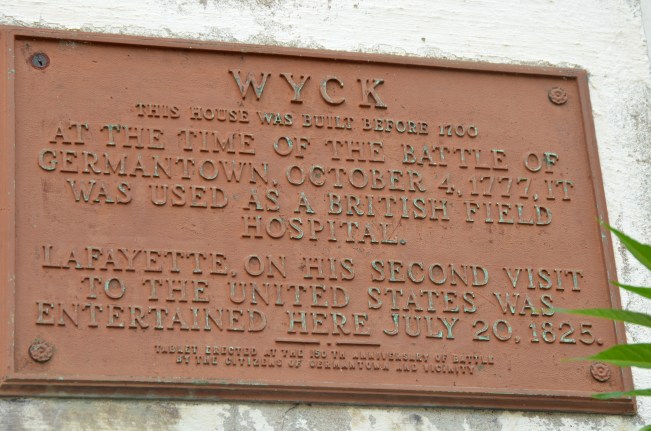 WYCK
THIS HOUSE WAS BUILT BEFORE 1700
AT THE TIME OF THE BATTLE OF
GERMANTOWN, OCTOBER 4, 1777, IT
WAS USED AS A BRITISH FIELD
HOSPITAL.
LAFAYETTE, ON HIS SECOND VISIT
TO THE UNITED STATES WAS
ENTERTAINED HERE JULY 20, 1825.
TABLET ERECTED AT THE 150TH ANNIVERSARY OF BATTLE
BY THE CITIZENS OF GERMANTOWN AND VICINITY